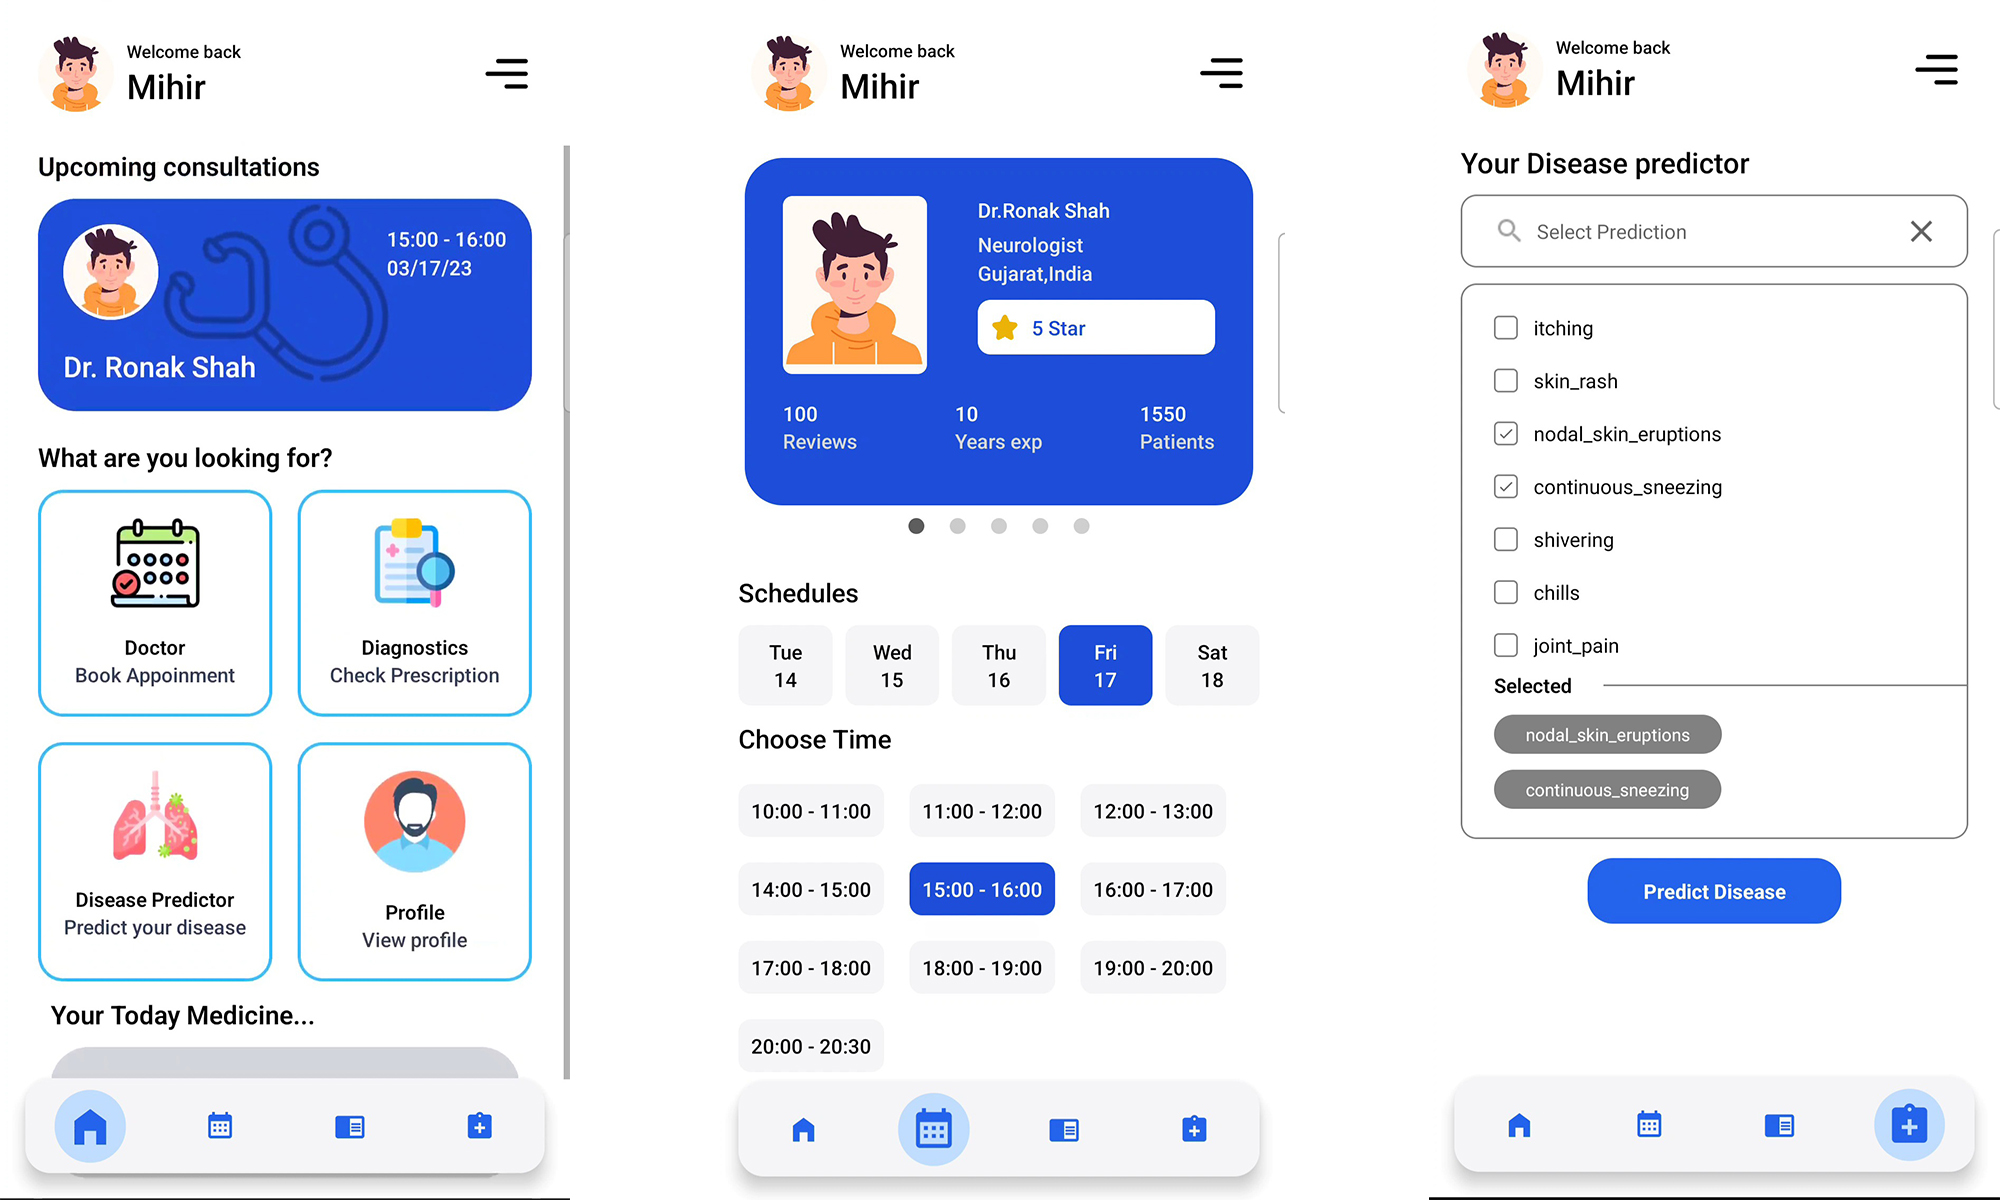 Welcome back
Mihir
Upcoming consultations
15:00 - 16:00
03/17/23
Dr. Ronak Shah
What are you looking for?
Doctor
Book Appoinment
Diagnostics
Check Prescription
Disease Predictor
Predict your disease
Profile
View profile
Your Today Medicine...
Welcome back
Mihir
Dr.Ronak Shah
Neurologist
Gujarat,India
5 Star
100
Reviews
10
Years exp
1550
Patients
Schedules
Tue
14
Wed
15
Thu
16
Fri
17
Sat
18
Choose Time
10:00 - 11:00
11:00 - 12:00
12:00 - 13:00
14:00 - 15:00
15:00 - 16:00
16:00 - 17:00
17:00 - 18:00
18:00 - 19:00
19:00 - 20:00
20:00 - 20:30
Welcome back
Mihir
Your Disease predictor
Select Prediction
itching
skin_rash
nodal_skin_eruptions
continuous_sneezing
shivering
chills
joint_pain
Selected
nodal_skin_eruptions
continuous_sneezing
Predict Disease